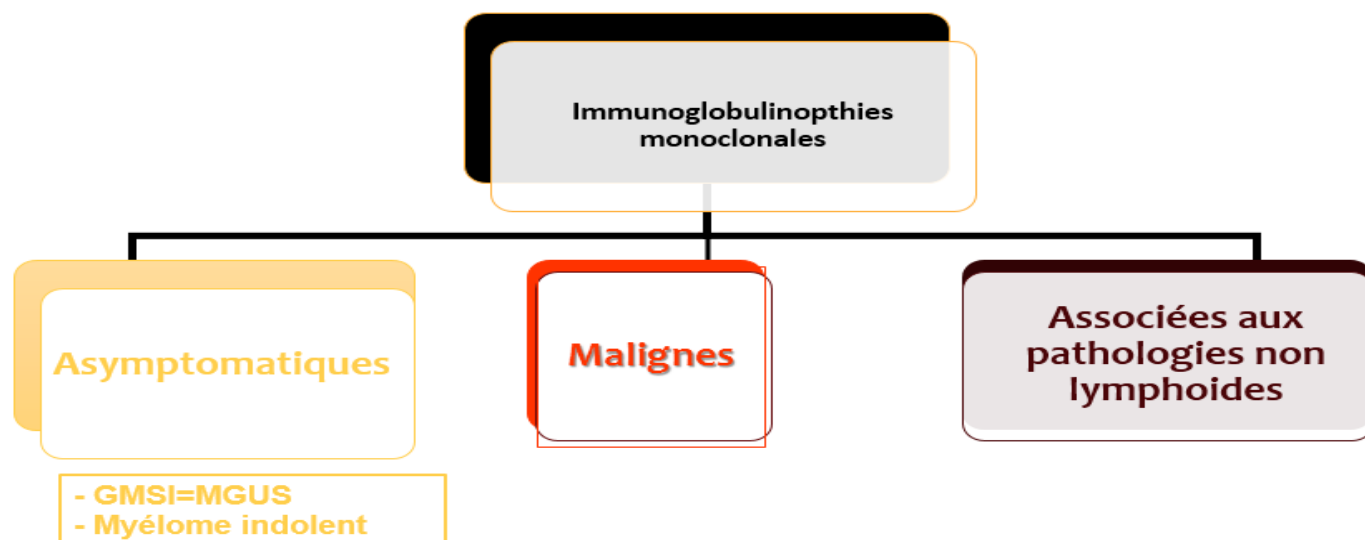 Immunoglobulinopthies
monoclonales
Asymptomatiques
Malignes
Associées aux
pathologies non
lymphoides
- GMSI=MGUS
- Myélome indolent